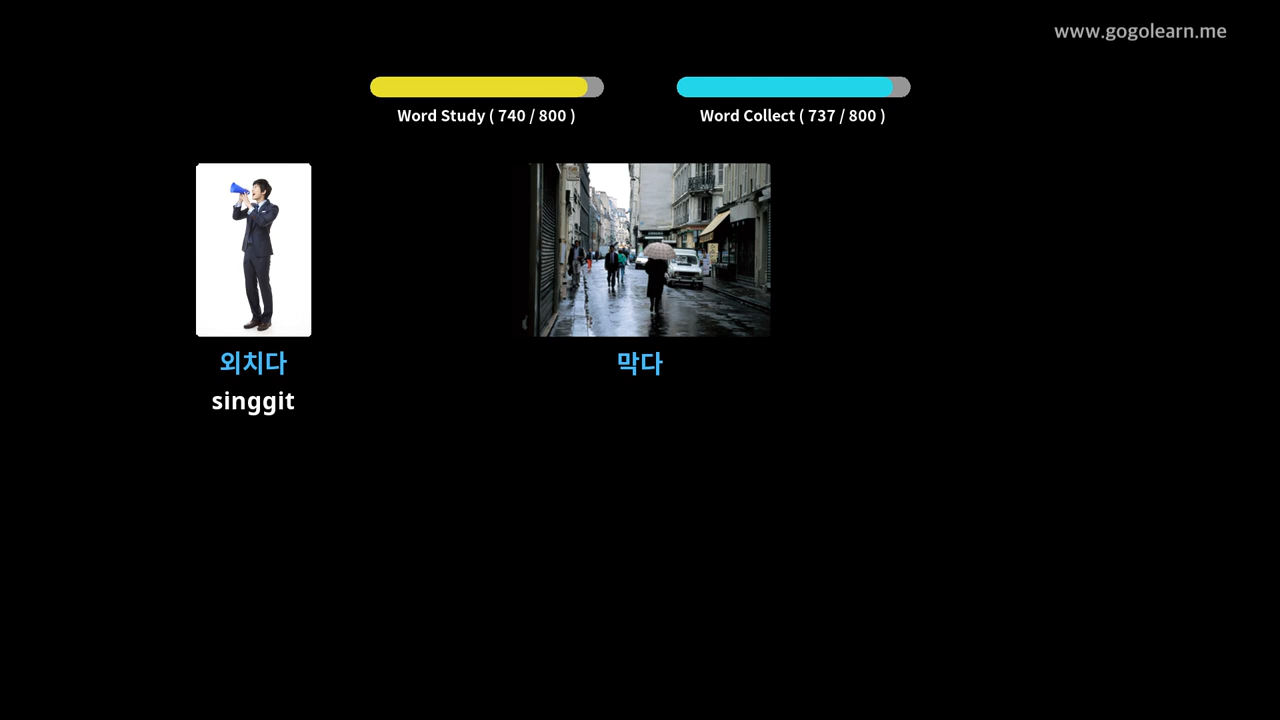 www.gogolearn.me
Word Study ( 740 / 800 )
Word Collect ( 737 / 800 )
외치다
막다
singgit